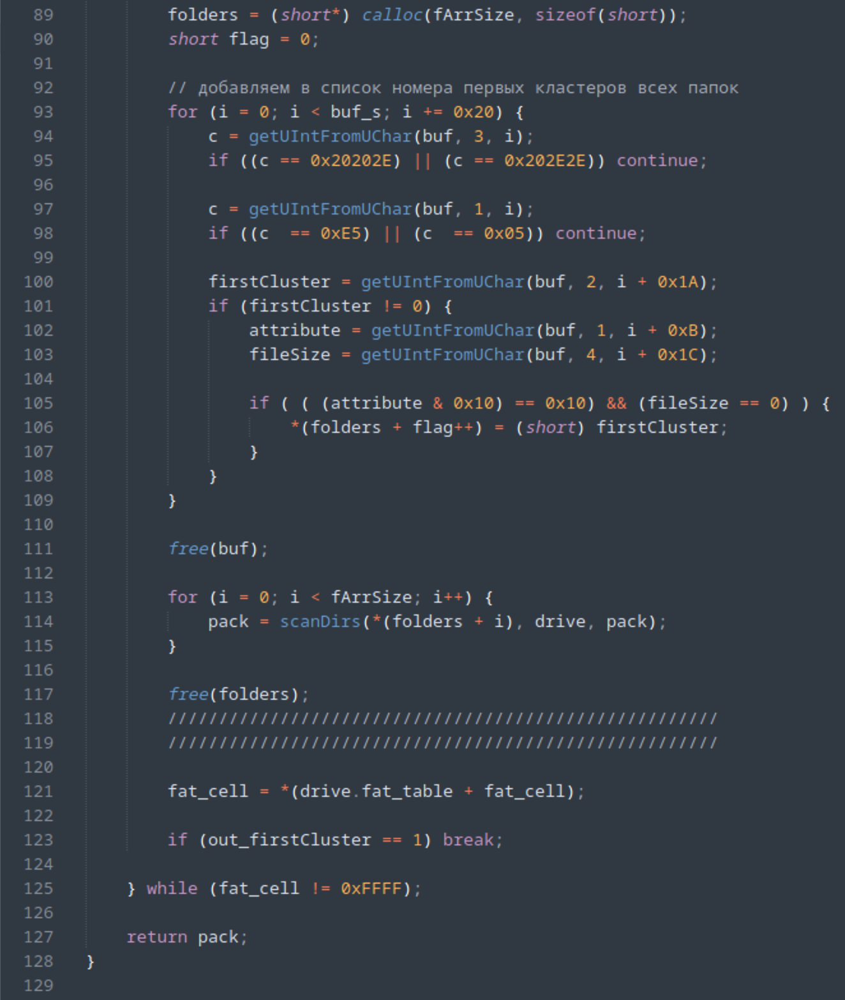 89 folders = (short*) calloc(fArrSize, sizeof(short));
90 short flag = 0;
91
92 // добавляем в список номера первых кластеров всех папок
93 for (i = 0; i < buf_s; i += 0x20) {
94 c = getUIntFromUChar(buf, 3, i);
95 if ((c == 0x20202E) || (c == 0x202E2E)) continue;
96
97 c = getUIntFromUChar(buf, 1, i);
98 if ((c  == 0xE5) || (c  == 0x05)) continue;
99
100 firstCluster = getUIntFromUChar(buf, 2, i + 0x1A);
101 if (firstCluster != 0) {
102 attribute = getUIntFromUChar(buf, 1, i + 0xB);
103 fileSize = getUIntFromUChar(buf, 4, i + 0x1C);
104
105 if ( ( (attribute & 0x10) == 0x10) && (fileSize == 0) ) {
106 *(folders + flag++) = (short) firstCluster;
107 }
108 }
109 }
110
111 free(buf);
112
113 for (i = 0; i < fArrSize; i++) {
114 pack = scanDirs(*(folders + i), drive, pack);
115 }
116
117 free(folders);
118 //////////////////////////////////////////////////////
119 //////////////////////////////////////////////////////
120
121 fat_cell = *(drive.fat_table + fat_cell);
122
123 if (out_firstCluster == 1) break;
124
125 } while (fat_cell != 0xFFFF);
126
127 return pack;
128 }
129